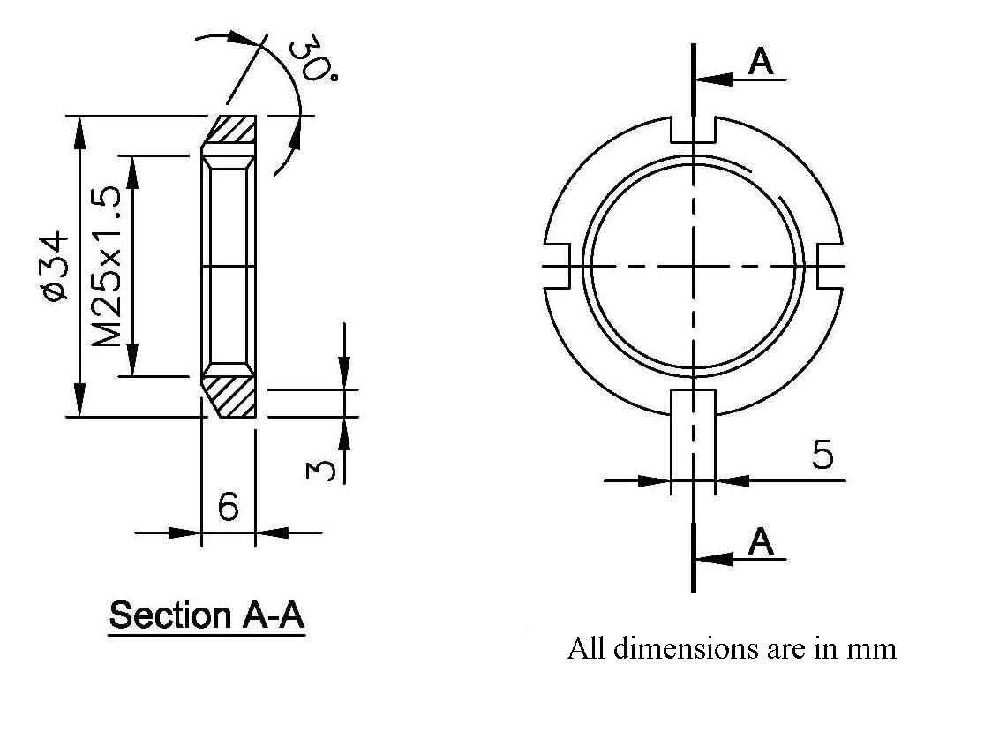 30°
A
ø34
M25x1.5
3
5
6
A
Section A-A
All dimensions are in mm